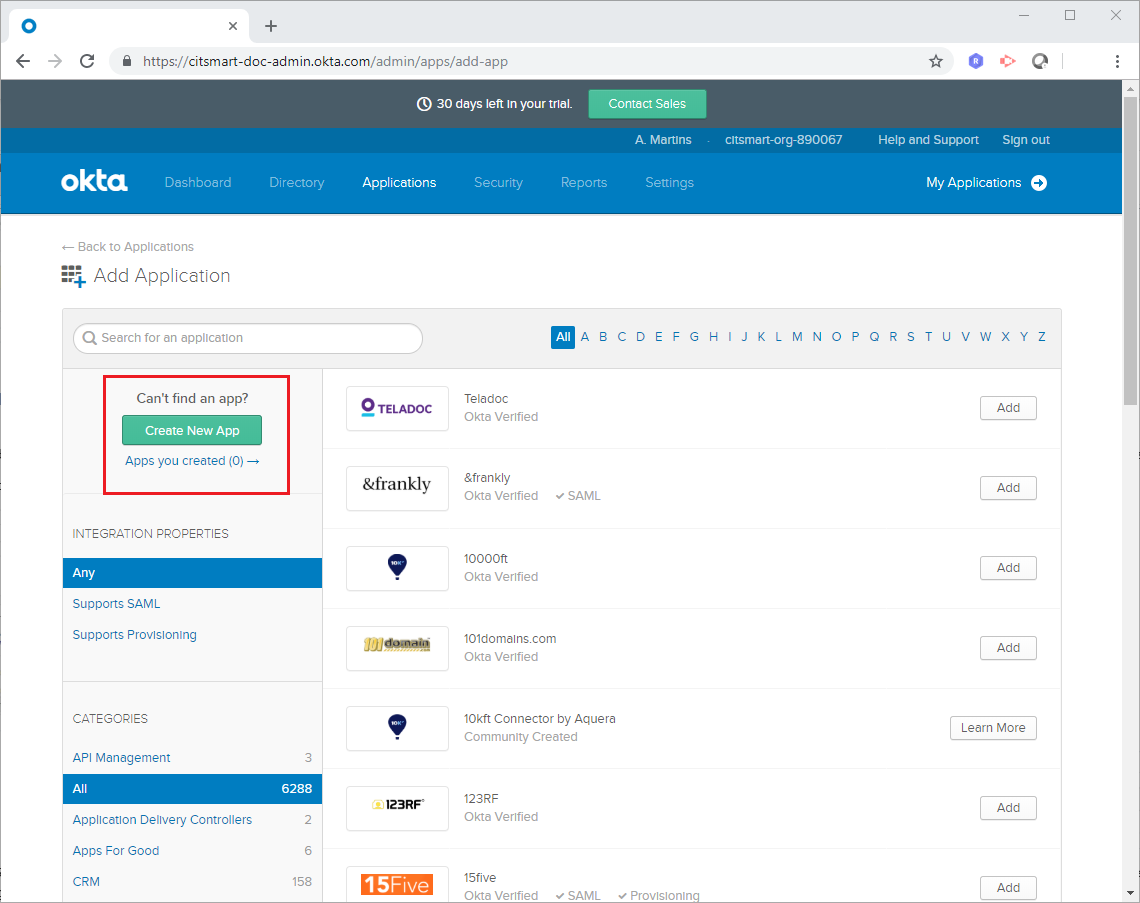 https://citsmart-doc-admin.okta.com/admin/apps/add-app
30 days left in your trial. Contact Sales
A. Martins · citsmart-org-890067 Help and Support Sign out
okta Dashboard Directory Applications Security Reports Settings My Applications
← Back to Applications
Add Application
Search for an application All A B C D E F G H I J K L M N O P Q R S T U V W X Y Z
Can't find an app?
Create New App
Apps you created (0) →
INTEGRATION PROPERTIES
Any
Supports SAML
Supports Provisioning
CATEGORIES
API Management 3
All 6288
Application Delivery Controllers 2
Apps For Good 6
CRM 158
TELADOC
Teladoc
Okta Verified
Add
&frankly
&frankly
Okta Verified ✓ SAML
Add
10K
10000ft
Okta Verified
Add
101domain
101domains.com
Okta Verified
Add
10K
10kft Connector by Aquera
Community Created
Learn More
123RF
123RF
Okta Verified
Add
15Five
15five
Okta Verified ✓ SAML ✓ Provisioning
Add